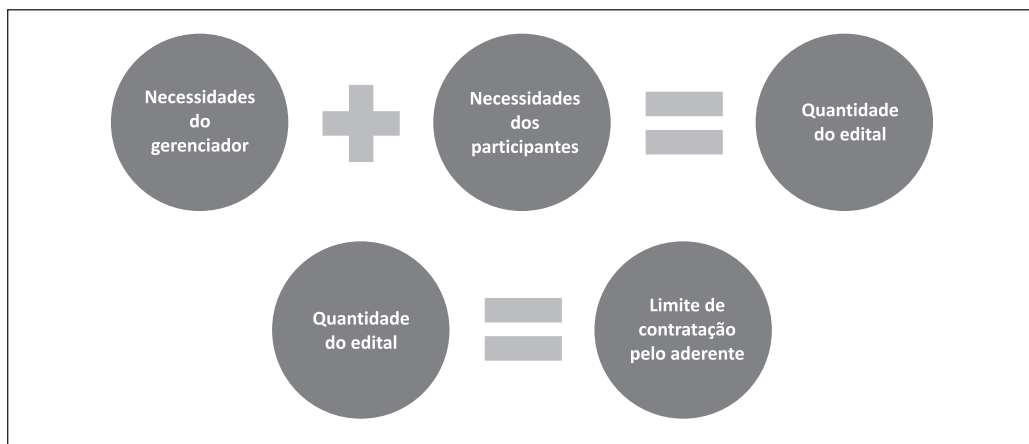 Necessidades
do
gerenciador
Necessidades
dos
participantes
Quantidade
do edital
Quantidade
do edital
Limite de
contratação
pelo aderente